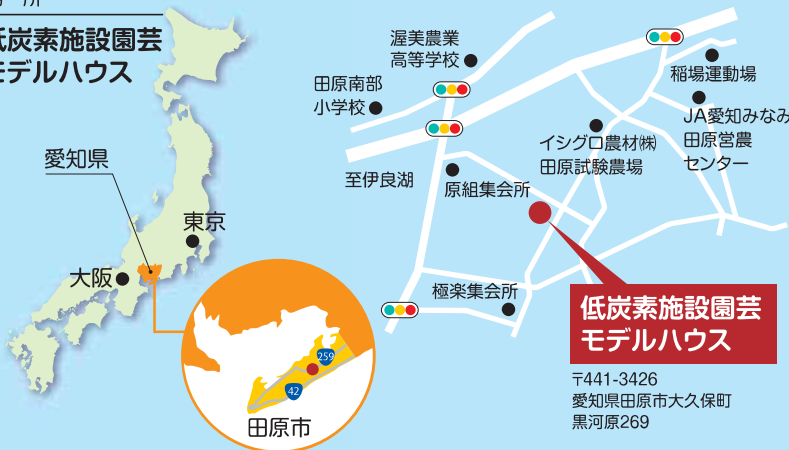 所
低炭素施設園芸
モデルハウス
愛知県
東京
大阪
259
42
田原市
渥美農業
高等学校
田原南部
小学校
稲場運動場
JA愛知みなみ
田原営農
センター
イシグロ農材㈱
田原試験農場
至伊良湖
原組集会所
極楽集会所
低炭素施設園芸
モデルハウス
〒441-3426
愛知県田原市大久保町
黒河原269